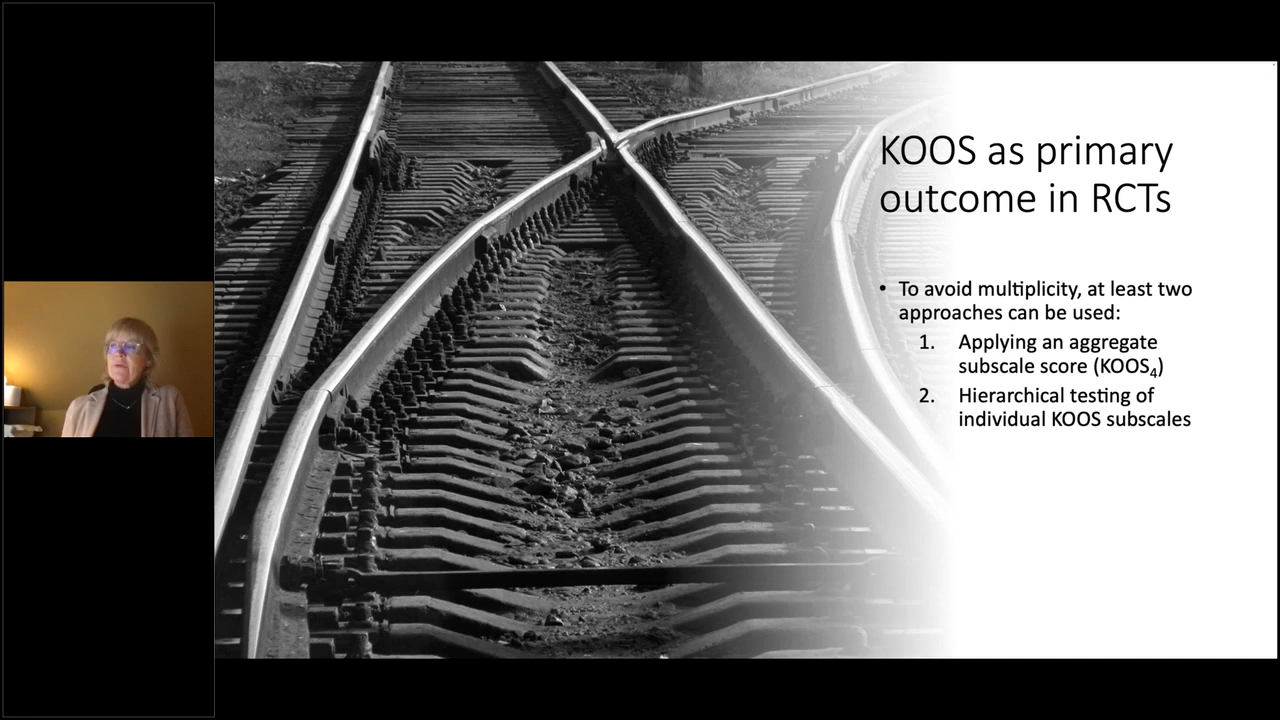 KOOS as primary
outcome in RCTs
• To avoid multiplicity, at least two
approaches can be used:
1. Applying an aggregate
subscale score (KOOS₄)
2. Hierarchical testing of
individual KOOS subscales